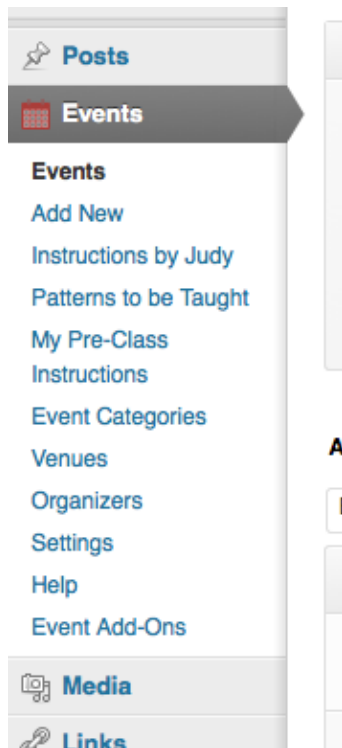 Posts
Events
Events
Add New
Instructions by Judy
Patterns to be Taught
My Pre-Class
Instructions
Event Categories
Venues
Organizers
Settings
Help
Event Add-Ons
Media
Links